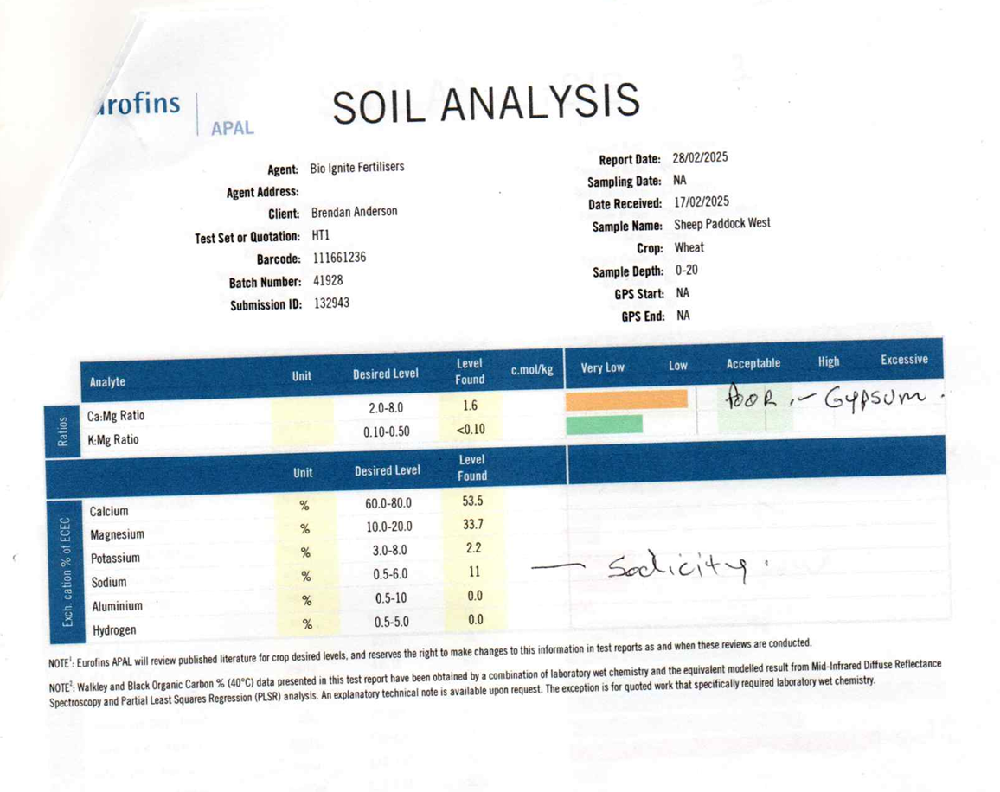 urofins
APAL
SOIL ANALYSIS
Agent: Bio Ignite Fertilisers
Agent Address:
Client: Brendan Anderson
Test Set or Quotation: HT1
Barcode: 111661236
Batch Number: 41928
Submission ID: 132943
Report Date: 28/02/2025
Sampling Date: NA
Date Received: 17/02/2025
Sample Name: Sheep Paddock West
Crop: Wheat
Sample Depth: 0-20
GPS Start: NA
GPS End: NA
Analyte Unit Desired Level Level Found c.mol/kg Very Low Low Acceptable High Excessive
Ratios
Ca:Mg Ratio 2.0-8.0 1.6 Poor - Gypsum.
K:Mg Ratio 0.10-0.50 <0.10
Unit Desired Level Level Found
Exch. cation % of ECEC
Calcium % 60.0-80.0 53.5
Magnesium % 10.0-20.0 33.7
Potassium % 3.0-8.0 2.2
Sodium % 0.5-6.0 11 — Sodicity.
Aluminium % 0.5-10 0.0
Hydrogen % 0.5-5.0 0.0
NOTE¹: Eurofins APAL will review published literature for crop desired levels, and reserves the right to make changes to this information in test reports as and when these reviews are conducted.
NOTE²: Walkley and Black Organic Carbon % (40°C) data presented in this test report have been obtained by a combination of laboratory wet chemistry and the equivalent modelled result from Mid-Infrared Diffuse Reflectance
Spectroscopy and Partial Least Squares Regression (PLSR) analysis. An explanatory technical note is available upon request. The exception is for quoted work that specifically required laboratory wet chemistry.